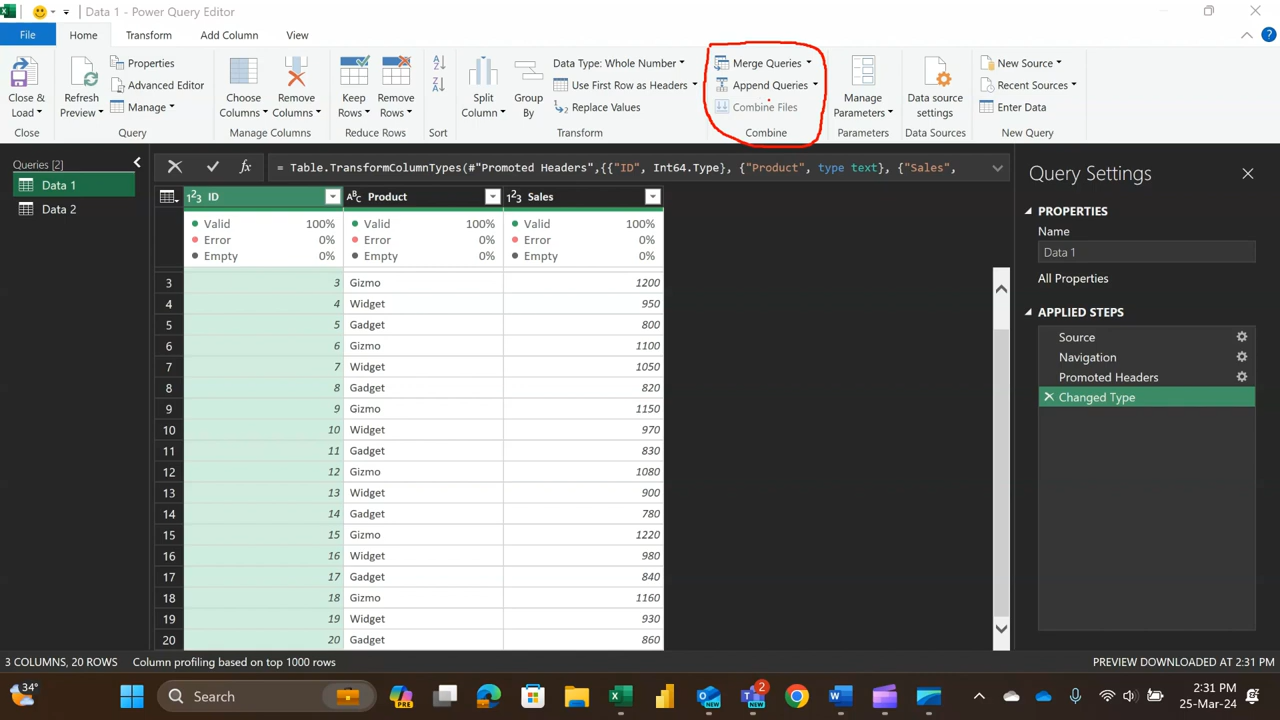 Data 1 - Power Query Editor
File Home Transform Add Column View
Close & Load
Close
Refresh Preview
Properties
Advanced Editor
Manage
Query
Choose Columns
Remove Columns
Manage Columns
Keep Rows
Remove Rows
Reduce Rows
Sort
Split Column
Group By
Data Type: Whole Number
Use First Row as Headers
Replace Values
Transform
Merge Queries
Append Queries
Combine Files
Combine
Manage Parameters
Parameters
Data source settings
Data Sources
New Source
Recent Sources
Enter Data
New Query
Queries [2]
Data 1
Data 2
fx = Table.TransformColumnTypes(#"Promoted Headers",{{"ID", Int64.Type}, {"Product", type text}, {"Sales",
ID Product Sales
Valid 100% Valid 100% Valid 100%
Error 0% Error 0% Error 0%
Empty 0% Empty 0% Empty 0%
3 3 Gizmo 1200
4 4 Widget 950
5 5 Gadget 800
6 6 Gizmo 1100
7 7 Widget 1050
8 8 Gadget 820
9 9 Gizmo 1150
10 10 Widget 970
11 11 Gadget 830
12 12 Gizmo 1080
13 13 Widget 900
14 14 Gadget 780
15 15 Gizmo 1220
16 16 Widget 980
17 17 Gadget 840
18 18 Gizmo 1160
19 19 Widget 930
20 20 Gadget 860
Query Settings
PROPERTIES
Name
Data 1
All Properties
APPLIED STEPS
Source
Navigation
Promoted Headers
Changed Type
3 COLUMNS, 20 ROWS Column profiling based on top 1000 rows PREVIEW DOWNLOADED AT 2:31 PM
34°
Search
PRE
NEW
2
NEW
2:31 PM
25-Mar-24